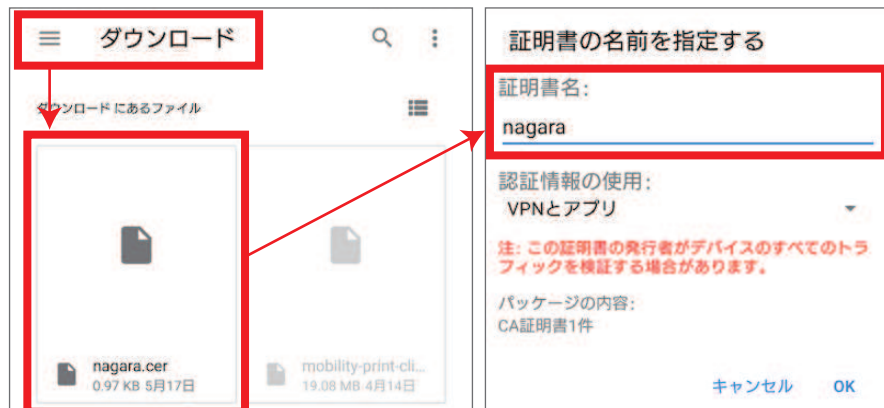 ダウンロード
ダウンロード にあるファイル
nagara.cer
0.97 KB 5月17日
mobility-print-cli...
19.08 MB 4月14日
証明書の名前を指定する
証明書名:
nagara
認証情報の使用:
VPNとアプリ
注: この証明書の発行者がデバイスのすべてのトラ
フィックを検証する場合があります。
パッケージの内容:
CA証明書1件
キャンセル OK